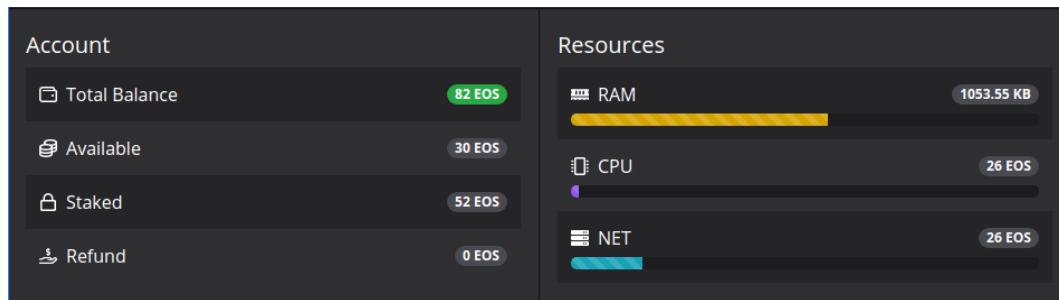 Account
Total Balance 82 EOS
Available 30 EOS
Staked 52 EOS
Refund 0 EOS
Resources
RAM 1053.55 KB
CPU 26 EOS
NET 26 EOS